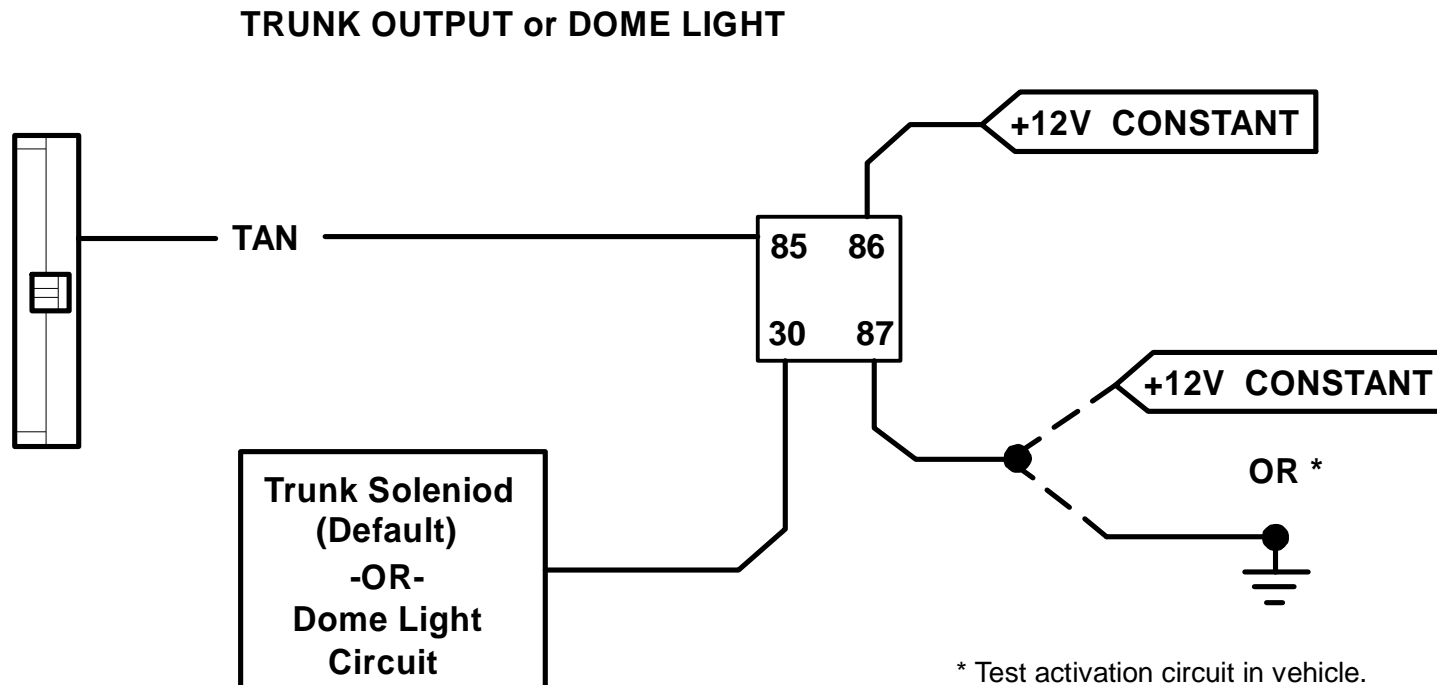 TRUNK OUTPUT or DOME LIGHT
+12V CONSTANT
TAN
85 86
30 87
+12V CONSTANT
OR *
Trunk Soleniod
(Default)
-OR-
Dome Light
Circuit
* Test activation circuit in vehicle.